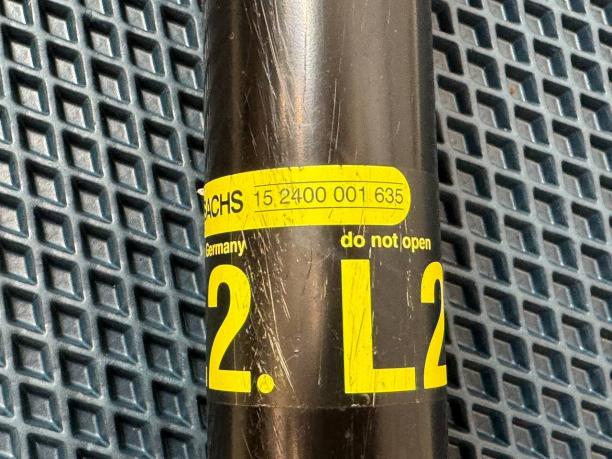 SACHS 15 2400 001 635
Germany do not open
2. L2